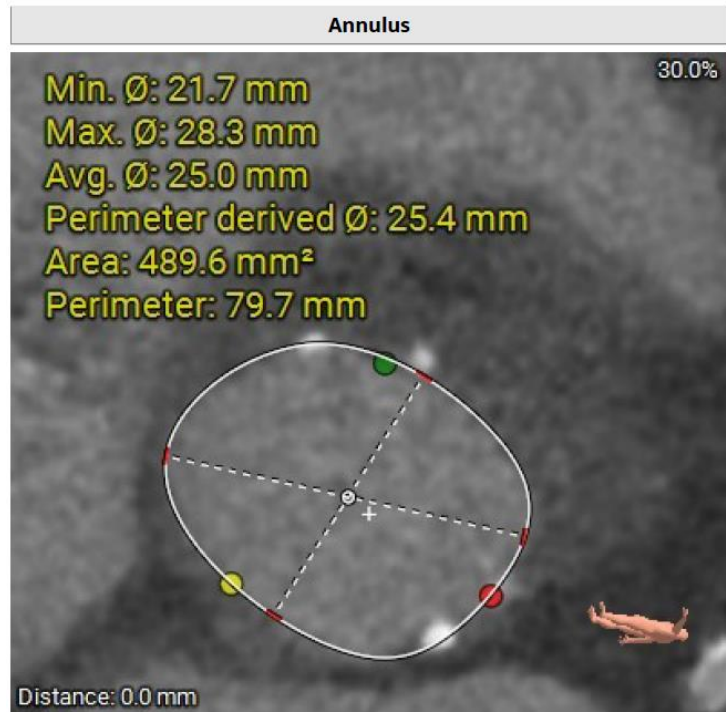 Annulus
30.0%
Min. Ø: 21.7 mm
Max. Ø: 28.3 mm
Avg. Ø: 25.0 mm
Perimeter derived Ø: 25.4 mm
Area: 489.6 mm²
Perimeter: 79.7 mm
Distance: 0.0 mm